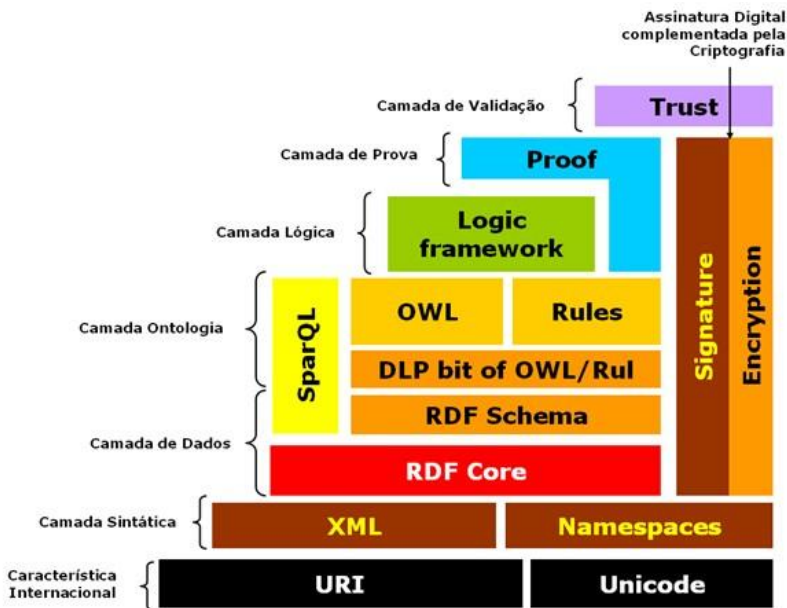 Assinatura Digital
complementada pela
Criptografia
Camada de Validação
Trust
Camada de Prova
Proof
Camada Lógica
Logic
framework
Camada Ontologia
SparQL
OWL
Rules
DLP bit of OWL/Rul
Signature
Encryption
Camada de Dados
RDF Schema
RDF Core
Camada Sintática
XML
Namespaces
Característica
Internacional
URI
Unicode